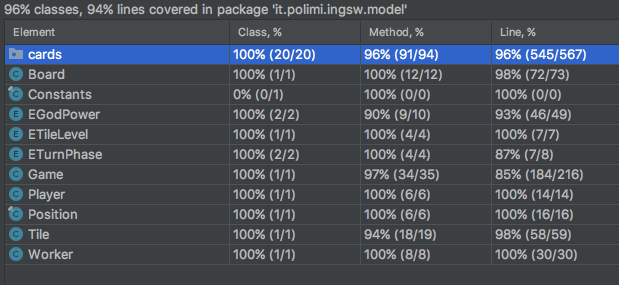 96% classes, 94% lines covered in package 'it.polimi.ingsw.model'
Element Class, % Method, % Line, %
cards 100% (20/20) 96% (91/94) 96% (545/567)
Board 100% (1/1) 100% (12/12) 98% (72/73)
Constants 0% (0/1) 100% (0/0) 100% (0/0)
EGodPower 100% (2/2) 90% (9/10) 93% (46/49)
ETileLevel 100% (1/1) 100% (4/4) 100% (7/7)
ETurnPhase 100% (2/2) 100% (4/4) 87% (7/8)
Game 100% (1/1) 97% (34/35) 85% (184/216)
Player 100% (1/1) 100% (6/6) 100% (14/14)
Position 100% (1/1) 100% (6/6) 100% (16/16)
Tile 100% (1/1) 94% (18/19) 98% (58/59)
Worker 100% (1/1) 100% (8/8) 100% (30/30)